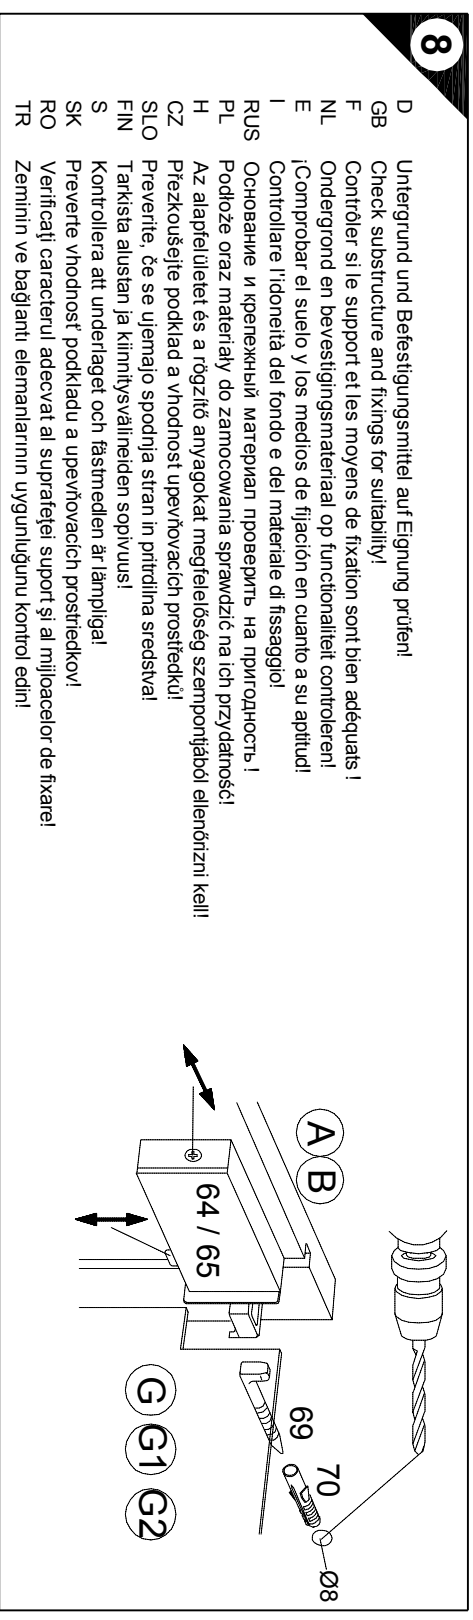 8
D Untergrund und Befestigungsmittel auf Eignung prüfen!
GB Check substructure and fixings for suitability!
F Contrôler si le support et les moyens de fixation sont bien adéquats !
NL Ondergrond en bevestigingsmateriaal op functionaliteit controleren!
E ¡Comprobar el suelo y los medios de fijación en cuanto a su aptitud!
I Controllare l'idoneità del fondo e del materiale di fissaggio!
RUS Основание и крепежный материал проверить на пригодность !
PL Podłoże oraz materiały do zamocowania sprawdzić na ich przydatność!
H Az alapfelületet és a rögzítő anyagokat megfelelőség szempontjából ellenőrizni kell!
CZ Přezkoušejte podklad a vhodnost upevňovacích prostředků!
SLO Preverite, če se ujemajo spodnja stran in pritrdilna sredstva!
FIN Tarkista alustan ja kiinnitysvälineiden sopivuus!
S Kontrollera att underlaget och fästmedlen är lämpliga!
SK Preverte vhodnosť podkladu a upevňovacích prostriedkov!
RO Verificaţi caracterul adecvat al suprafeţei suport şi al mijloacelor de fixare!
TR Zeminin ve bağlantı elemanlarının uygunluğunu kontrol edin!
A B
64 / 65
69
70
Ø8
G G1 G2